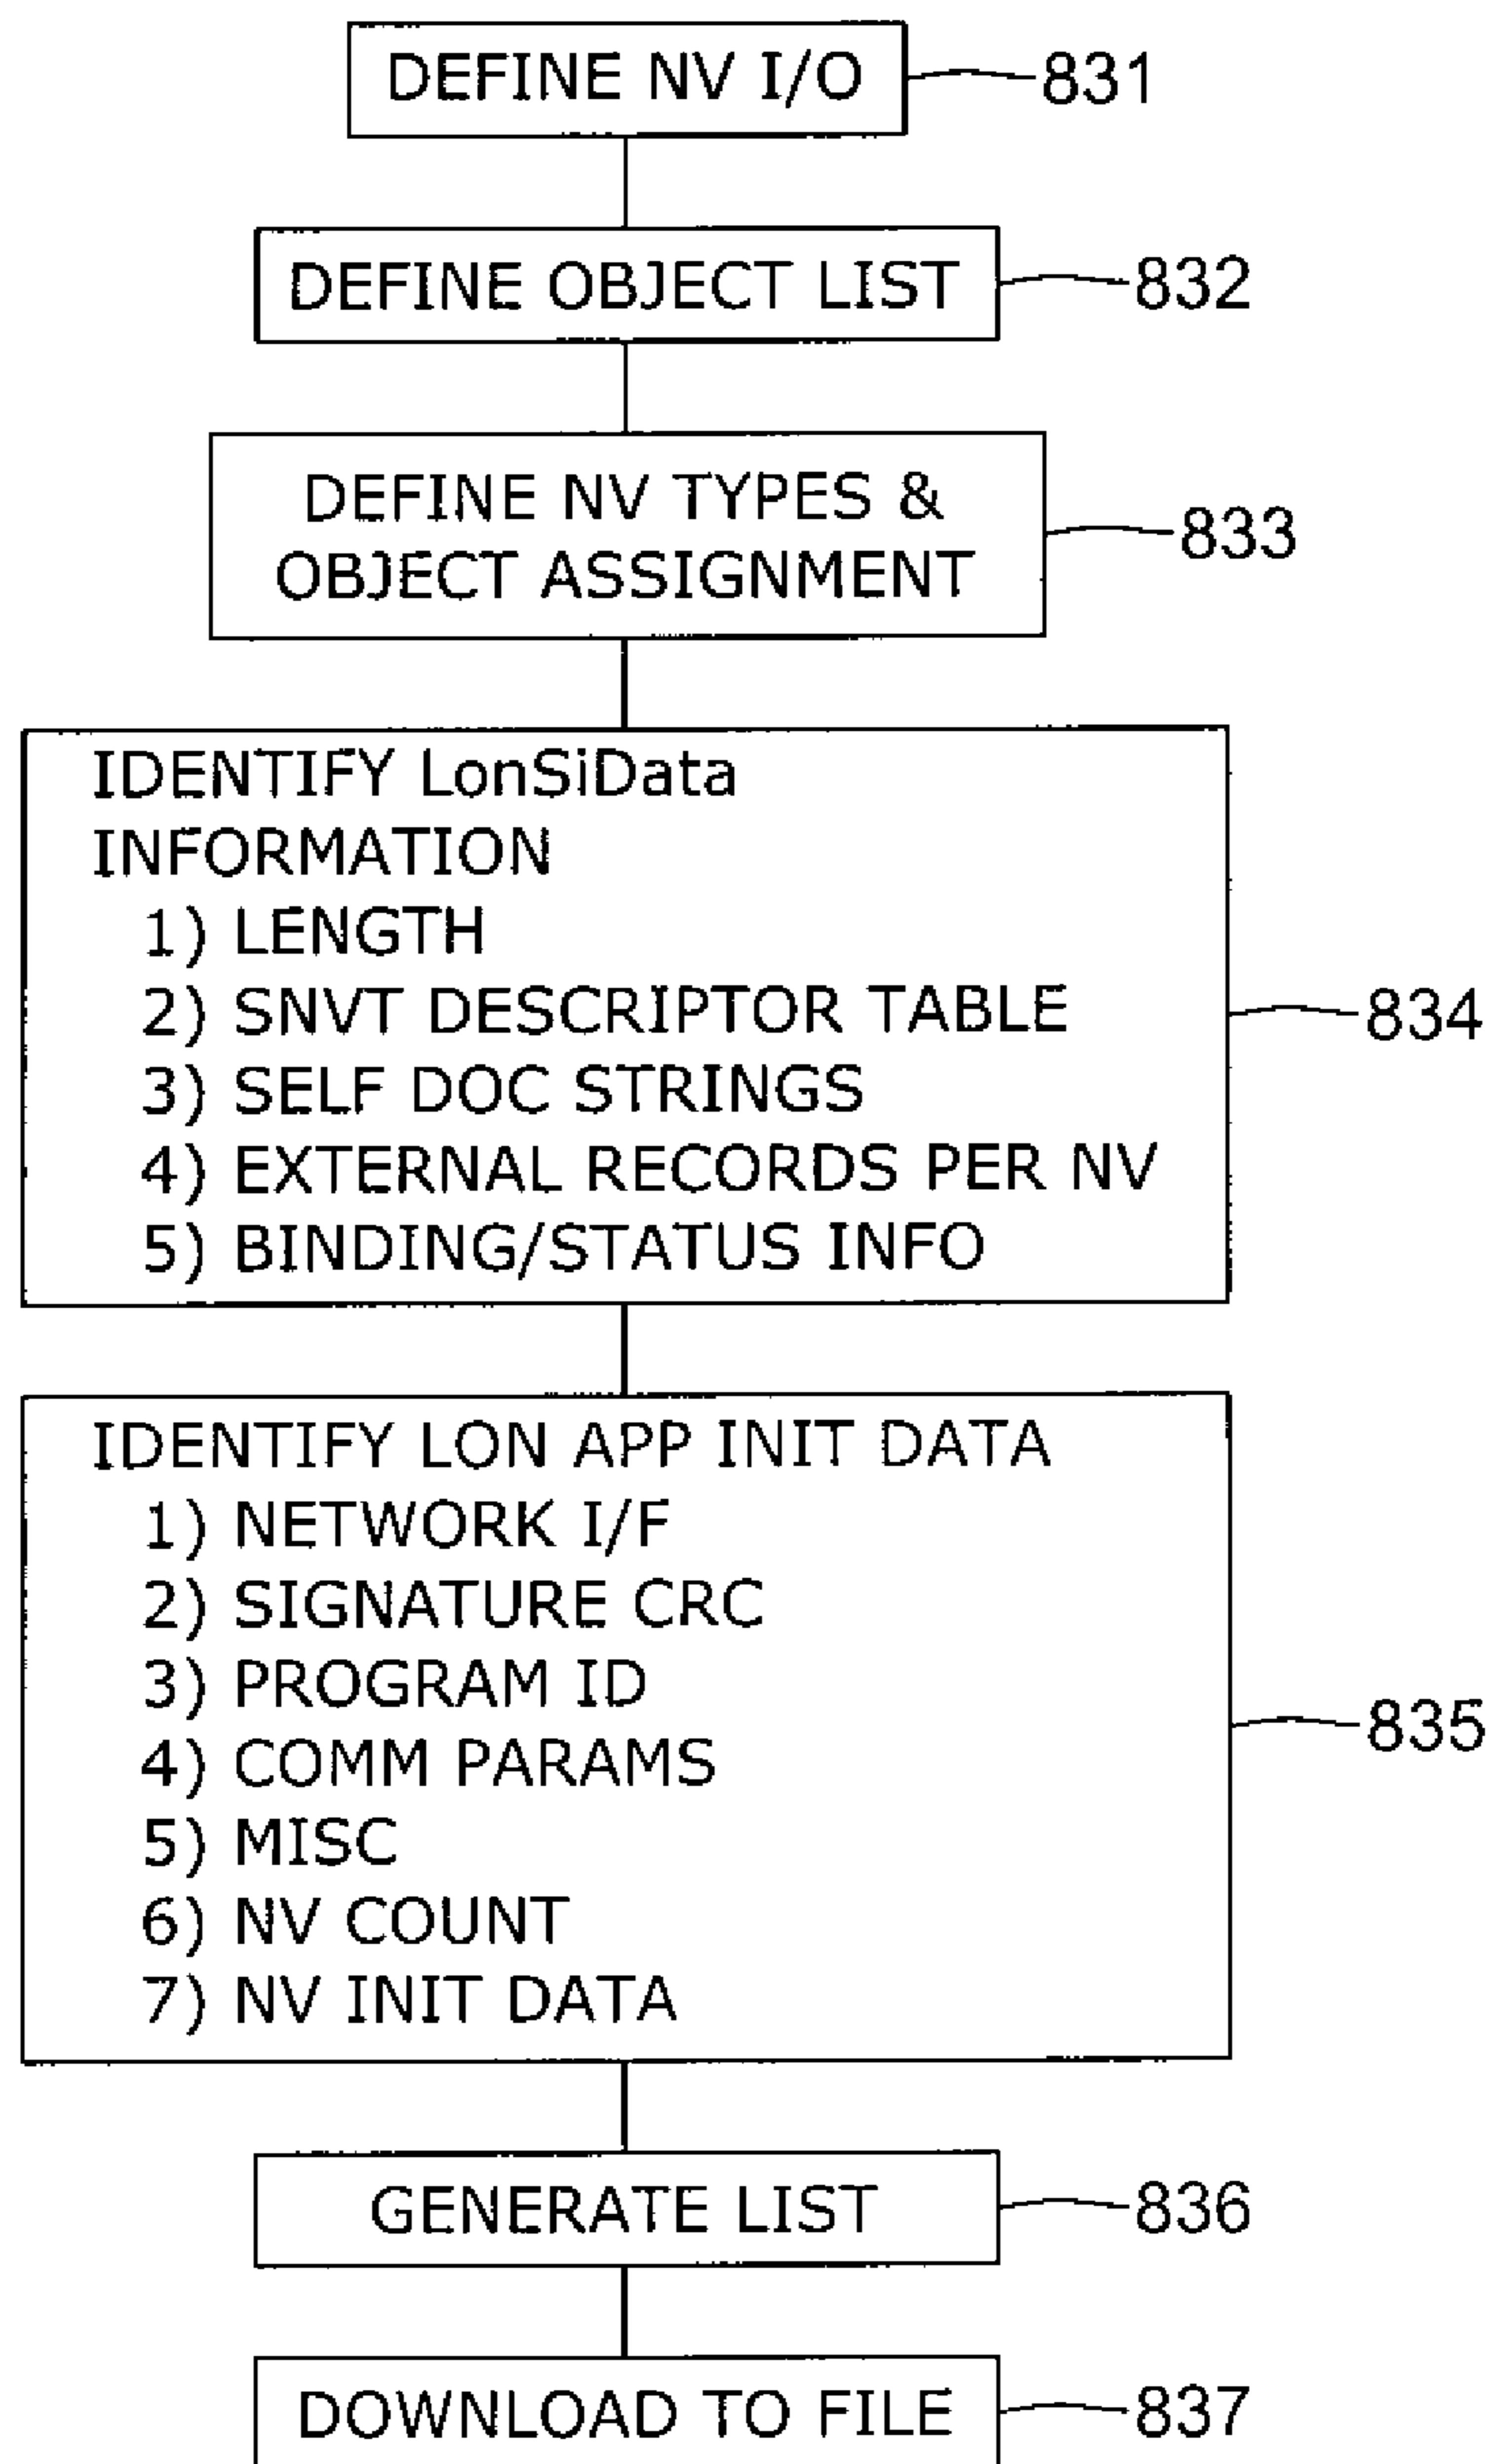 DEFINE NV I/O
831
DEFINE OBJECT LIST
832
DEFINE NV TYPES &
OBJECT ASSIGNMENT
833
IDENTIFY LonSiData
INFORMATION
1) LENGTH
2) SNVT DESCRIPTOR TABLE
3) SELF DOC STRINGS
4) EXTERNAL RECORDS PER NV
5) BINDING/STATUS INFO
834
IDENTIFY LON APP INIT DATA
1) NETWORK I/F
2) SIGNATURE CRC
3) PROGRAM ID
4) COMM PARAMS
5) MISC
6) NV COUNT
7) NV INIT DATA
835
GENERATE LIST
836
DOWNLOAD TO FILE
837